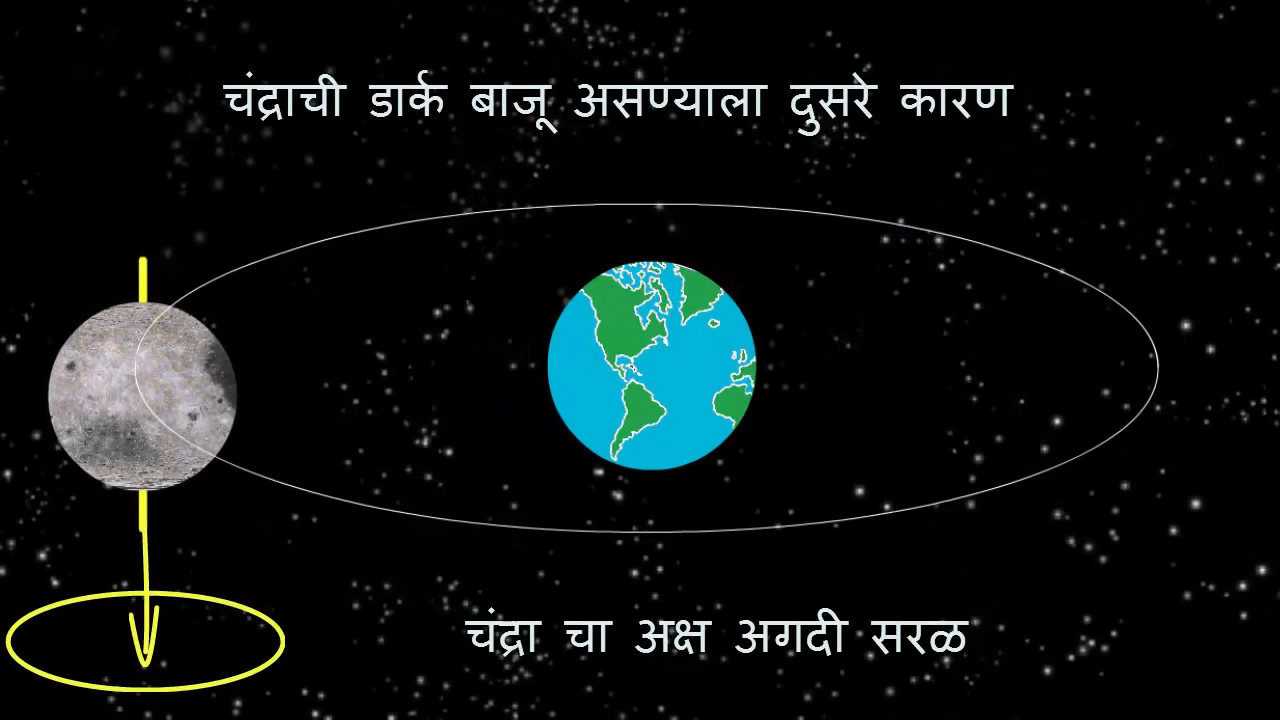 चंद्राची डार्क बाजू असण्याला दुसरे कारण
चंद्रा चा अक्ष अगदी सरळ